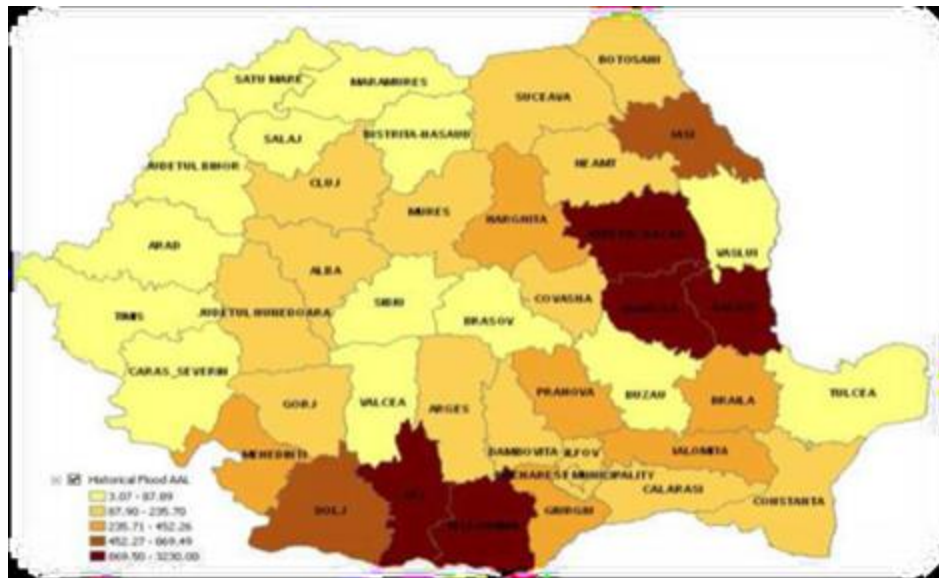 BOTOSANI
SATU MARE
MARAMURES
SUCEAVA
IASI
SALAJ
BISTRITA-NASAUD
NEAMT
JUDETUL BIHOR
CLUJ
MURES
HARGHITA
ARAD
VASLUI
ALBA
SIBIU
COVASNA
TIMIS
JUDETUL HUNEDOARA
BRASOV
CARAS_SEVERIN
GORJ
VALCEA
ARGES
PRAHOVA
BUZAU
BRAILA
TULCEA
MEHEDINTI
DAMBOVITA
ILFOV
IALOMITA
BUCHAREST MUNICIPALITY
CALARASI
CONSTANTA
DOLJ
GIURGIU
Historical Flood AAL
3.07 - 87.89
87.90 - 235.70
235.71 - 452.26
452.27 - 869.49
869.50 - 3230.00